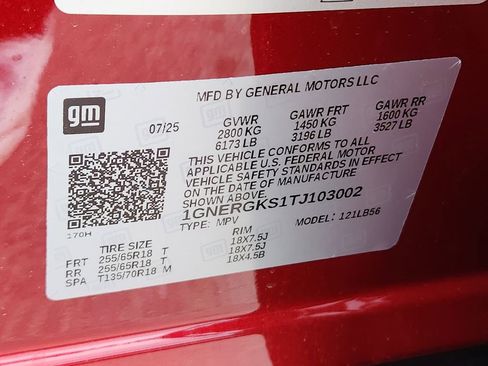 gm
MFD BY GENERAL MOTORS LLC
07/25
GVWR GAWR FRT GAWR RR
2800 KG 1450 KG 1600 KG
6173 LB 3196 LB 3527 LB
THIS VEHICLE CONFORMS TO ALL
APPLICABLE U.S. FEDERAL MOTOR
VEHICLE SAFETY STANDARDS IN EFFECT
ON THE DATE OF MANUFACTURE
1GNERGKS1TJ103002
170H
TYPE: MPV MODEL: 121LB56
TIRE SIZE RIM
FRT 255/65R18 T 18X7.5J
RR 255/65R18 T 18X7.5J
SPA T135/70R18 M 18X4.5B